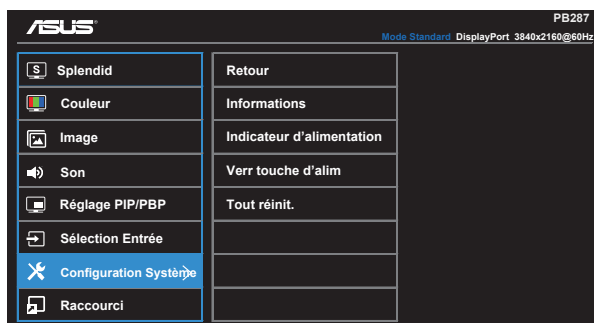 ASUS
PB287
Mode Standard DisplayPort 3840x2160@60Hz
S Splendid
Couleur
Image
Son
Réglage PIP/PBP
Sélection Entrée
Configuration Système
Raccourci
Retour
Informations
Indicateur d'alimentation
Verr touche d'alim
Tout réinit.